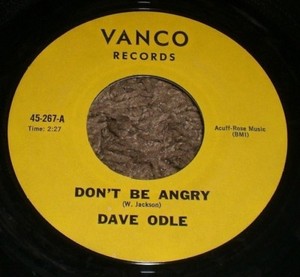 VANCO
RECORDS
45-267-A
Time: 2:27
Acuff-Rose Music
(BMI)
DON'T BE ANGRY
(W. Jackson)
DAVE ODLE